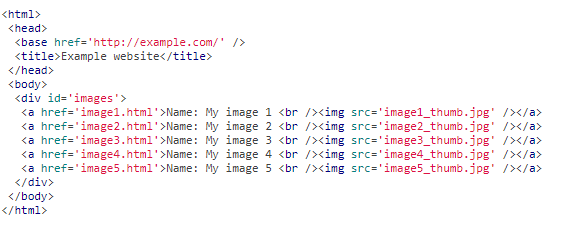 <html>
 <head>
  <base href='http://example.com/' />
  <title>Example website</title>
 </head>
 <body>
  <div id='images'>
   <a href='image1.html'>Name: My image 1 <br /><img src='image1_thumb.jpg' /></a>
   <a href='image2.html'>Name: My image 2 <br /><img src='image2_thumb.jpg' /></a>
   <a href='image3.html'>Name: My image 3 <br /><img src='image3_thumb.jpg' /></a>
   <a href='image4.html'>Name: My image 4 <br /><img src='image4_thumb.jpg' /></a>
   <a href='image5.html'>Name: My image 5 <br /><img src='image5_thumb.jpg' /></a>
  </div>
 </body>
</html>